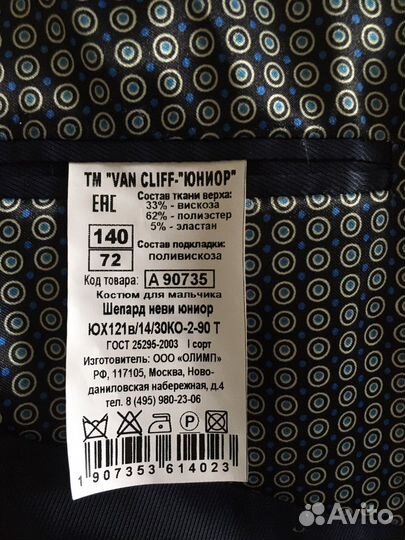 ТМ "VAN CLIFF-"ЮНИОР"
ЕАС
Состав ткани верха:
33% - вискоза
62% - полиэстер
5% - эластан
140
72
Состав подкладки:
поливискоза
Код товара: А 90735
Костюм для мальчика
Шепард неви юниор
ЮХ121в/14/30КО-2-90 Т
ГОСТ 25295-2003 I сорт
Изготовитель: ООО «ОЛИМП»
РФ, 117105, Москва, Ново-
даниловская набережная, д.4
тел. 8 (495) 980-23-06
P
1 907353 614023
Avito